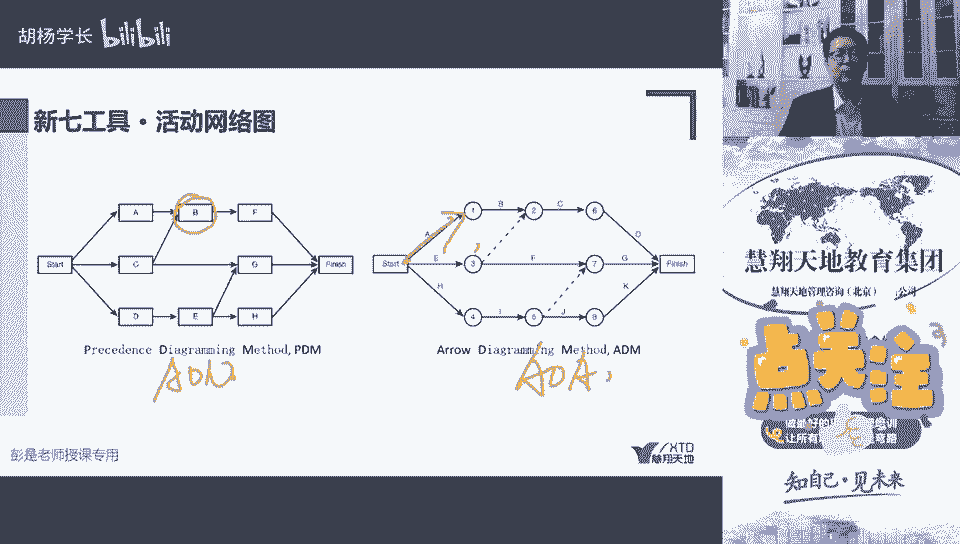 胡杨学长 bilibili
新七工具·活动网络图
A B F
Start C G Finish
D E H
Precedence Diagramming Method, PDM
AON
1 B 2 C 6
A D
Start E 3 F 7 G Finish
H K
4 I 5 J 8
Arrow Diagramming Method, ADM
AOA
彭是老师授课专用
XTD
慧翔天地
慧翔天地教育集团
慧翔天地管理咨询（北京） 公司
点关注
知自己·见未来